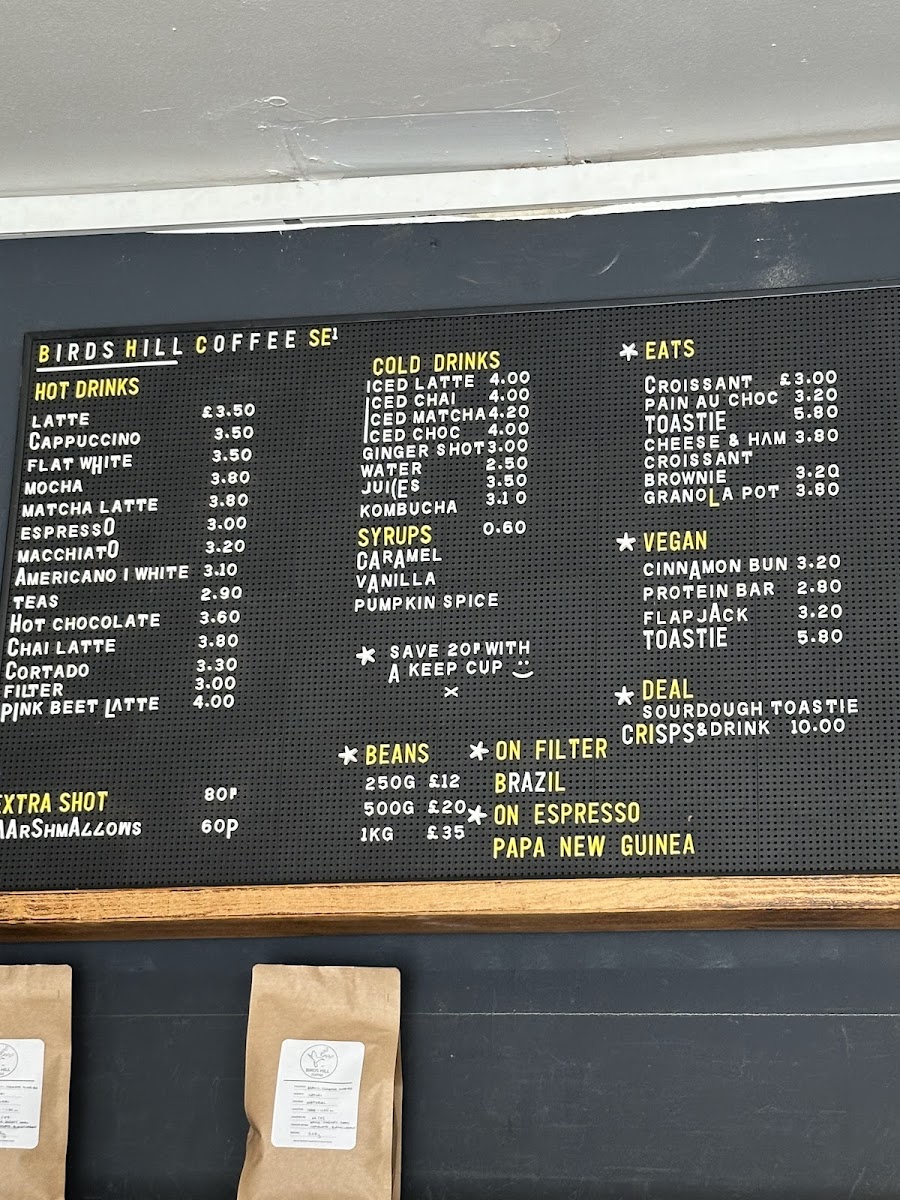 BIRDS HILL COFFEE SE1
HOT DRINKS
LATTE £3.50
CAPPUCCINO 3.50
FLAT WHITE 3.50
MOCHA 3.80
MATCHA LATTE 3.80
ESPRESSO 3.00
MACCHIATO 3.20
AMERICANO | WHITE 3.10
TEAS 2.90
HOT CHOCOLATE 3.60
CHAI LATTE 3.80
CORTADO 3.30
FILTER 3.00
PINK BEET LATTE 4.00
EXTRA SHOT 80P
MARSHMALLOWS 60P
COLD DRINKS
ICED LATTE 4.00
ICED CHAI 4.00
ICED MATCHA 4.20
ICED CHOC 4.00
GINGER SHOT 3.00
WATER 2.50
JUICES 3.50
KOMBUCHA 3.10
SYRUPS 0.60
CARAMEL
VANILLA
PUMPKIN SPICE
* SAVE 20P WITH
A KEEP CUP
x
* BEANS
250G £12
500G £20
1KG £35
* ON FILTER
BRAZIL
* ON ESPRESSO
PAPA NEW GUINEA
* EATS
CROISSANT £3.00
PAIN AU CHOC 3.20
TOASTIE 5.80
CHEESE & HAM 3.80
CROISSANT
BROWNIE 3.20
GRANOLA POT 3.80
* VEGAN
CINNAMON BUN 3.20
PROTEIN BAR 2.80
FLAPJACK 3.20
TOASTIE 5.80
* DEAL
SOURDOUGH TOASTIE
CRISPS & DRINK 10.00
BIRDS HILL